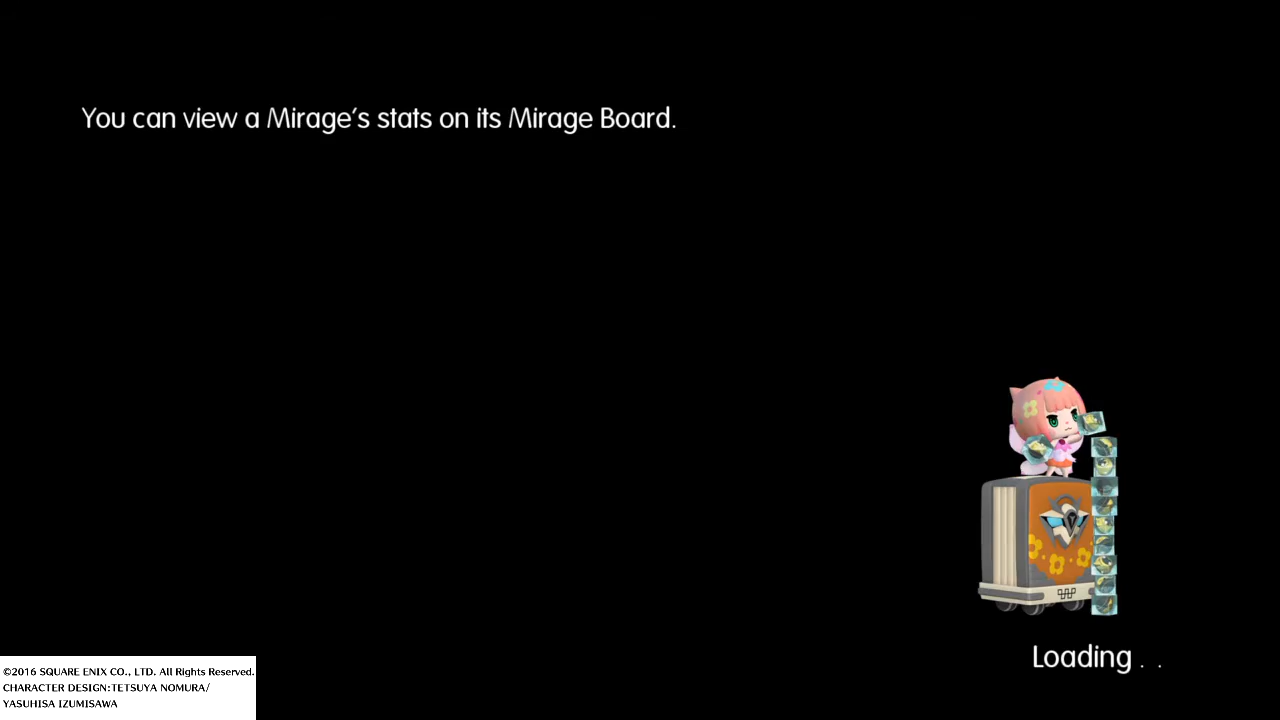 You can view a Mirage's stats on its Mirage Board.
Loading . .
©2016 SQUARE ENIX CO., LTD. All Rights Reserved.
CHARACTER DESIGN:TETSUYA NOMURA/
YASUHISA IZUMISAWA